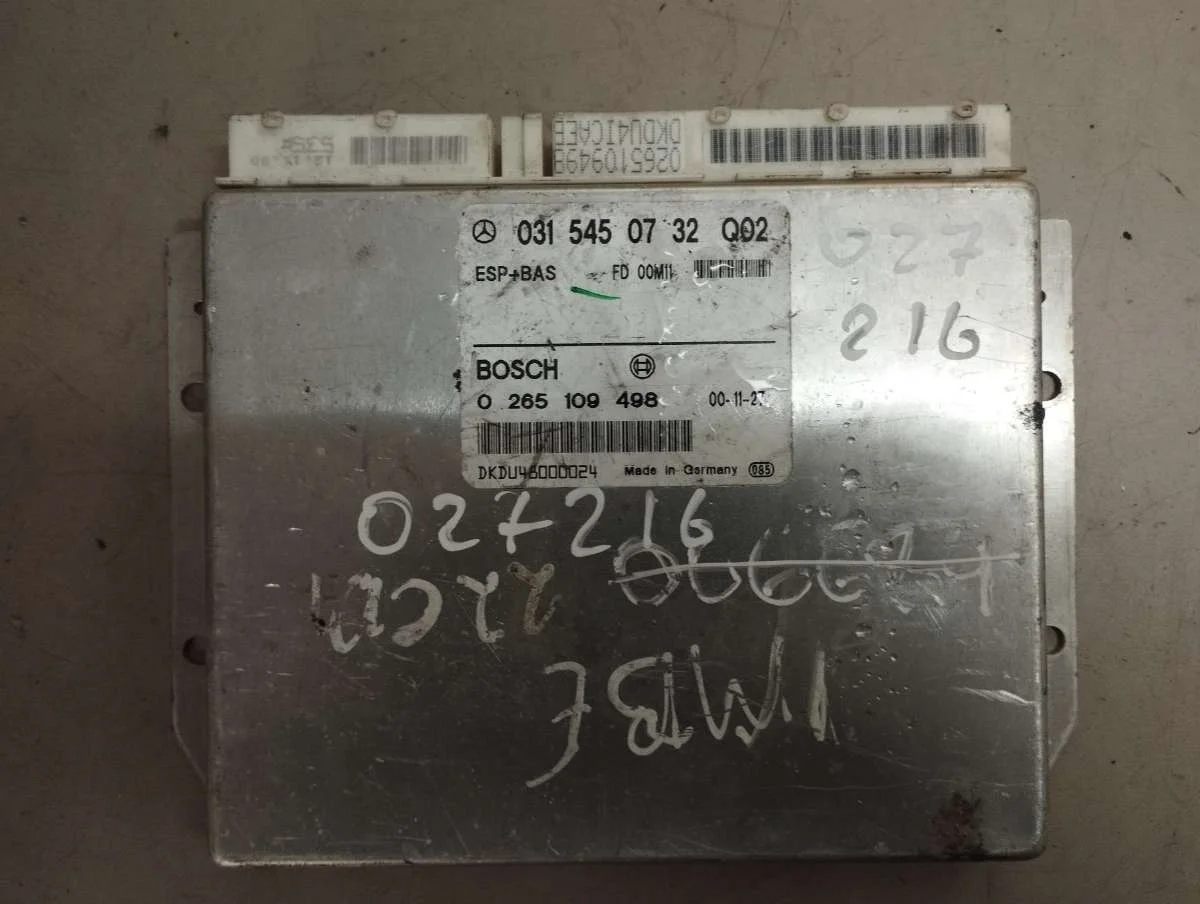 0265109498
DKDU4ICAEB
031 545 07 32 Q02
ESP+BAS FD 00M11
BOSCH
0 265 109 498 00-11-27
DKDU46000024 Made in Germany 085
027
216
027216